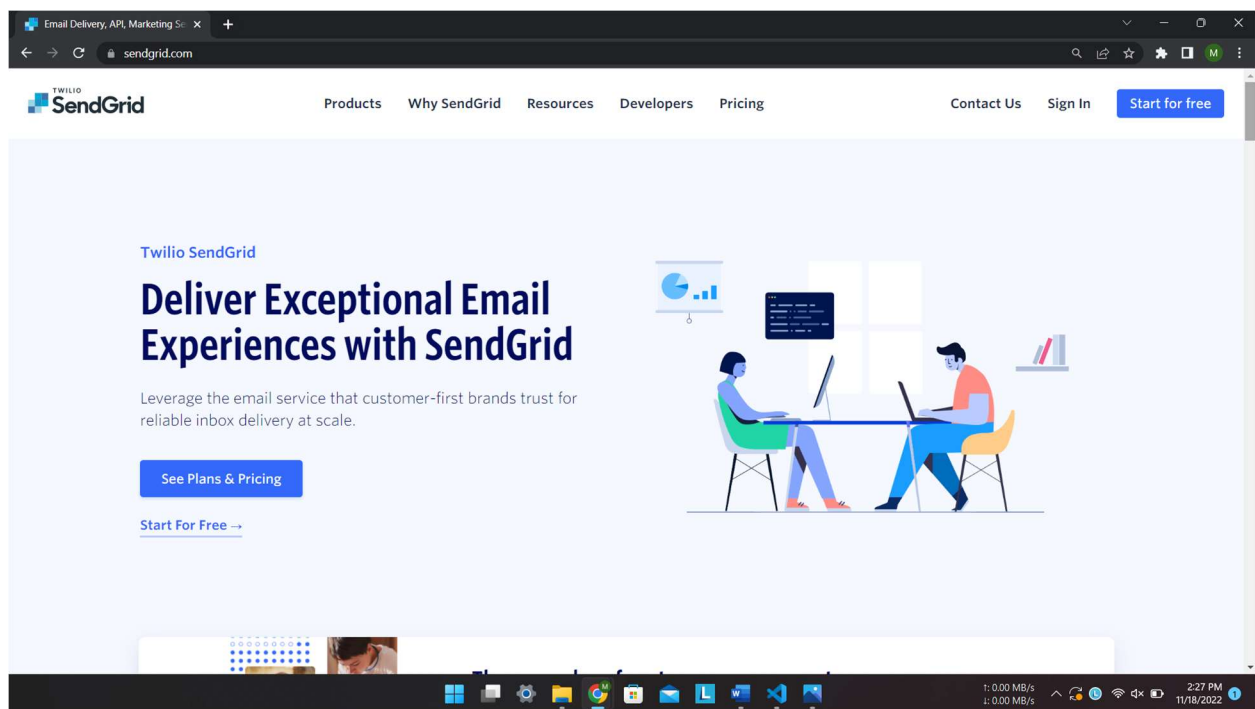 Email Delivery, API, Marketing Se
sendgrid.com
M
TWILIO
SendGrid
Products
Why SendGrid
Resources
Developers
Pricing
Contact Us
Sign In
Start for free
Twilio SendGrid
Deliver Exceptional Email
Experiences with SendGrid
Leverage the email service that customer-first brands trust for
reliable inbox delivery at scale.
See Plans & Pricing
Start For Free →
M
L
W
↑: 0.00 MB/s
↓: 0.00 MB/s
L
2:27 PM
11/18/2022
1